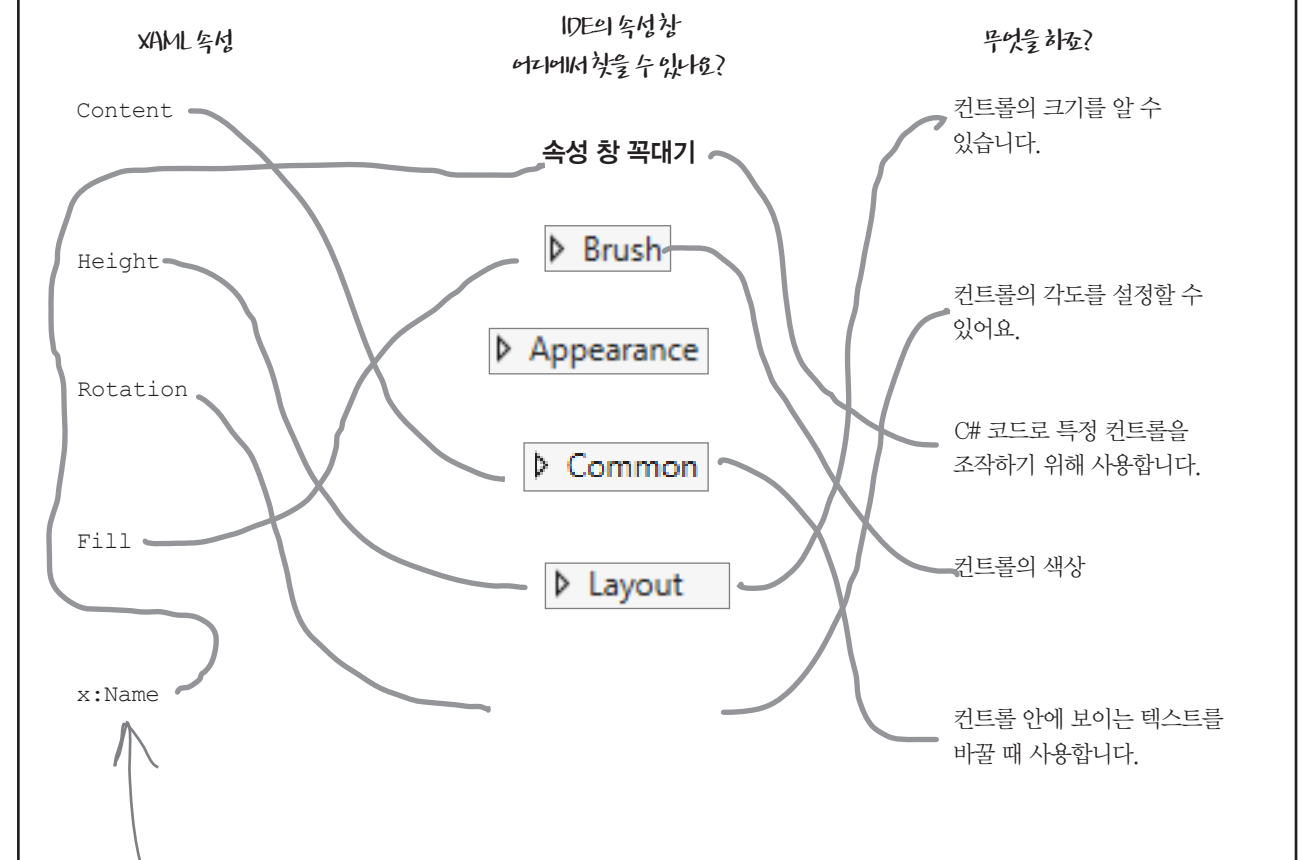 XAML 속성
IDE의 속성창
어디에서 찾을 수 있나요?
무엇을 하죠?
Content
속성 창 꼭대기
컨트롤의 크기를 알 수
있습니다.
Height
Brush
컨트롤의 각도를 설정할 수
있어요.
Appearance
Rotation
C# 코드로 특정 컨트롤을
조작하기 위해 사용합니다.
Common
Fill
컨트롤의 색상
Layout
x:Name
컨트롤 안에 보이는 텍스트를
바꿀 때 사용합니다.